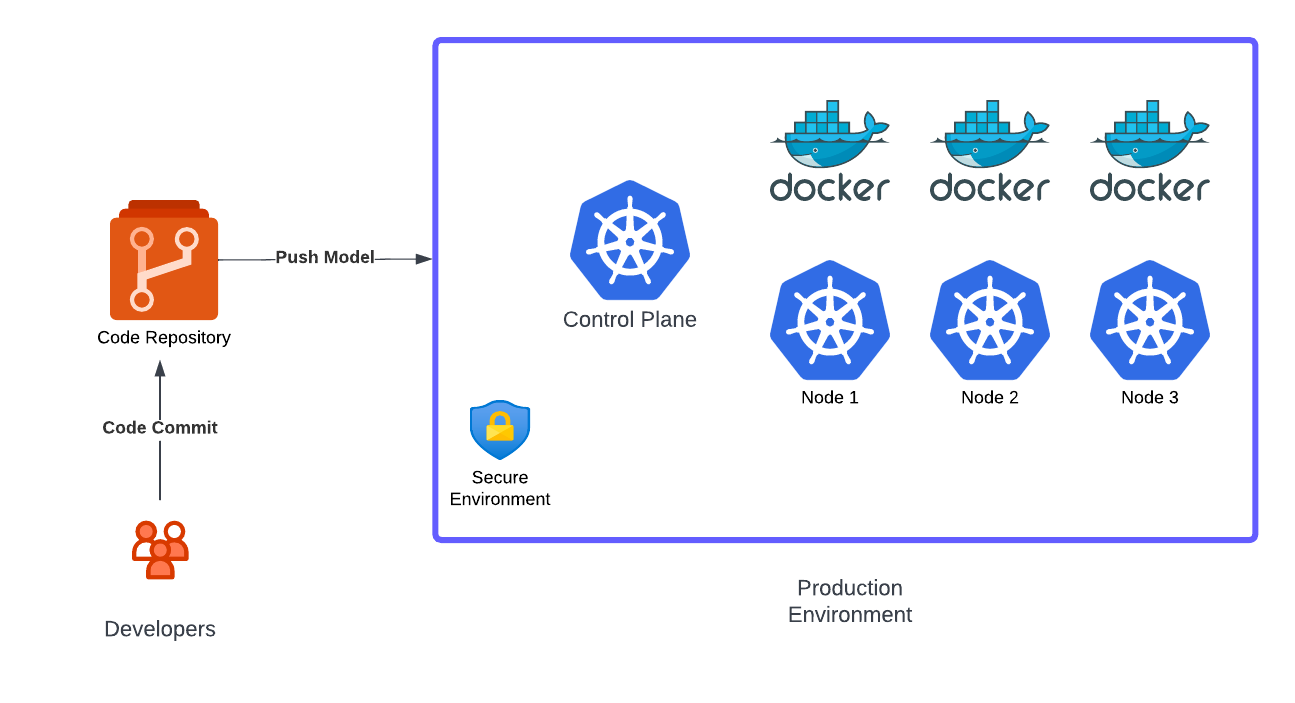 docker
docker
docker
Push Model
Control Plane
Code Repository
Node 1
Node 2
Node 3
Code Commit
Secure
Environment
Production
Environment
Developers